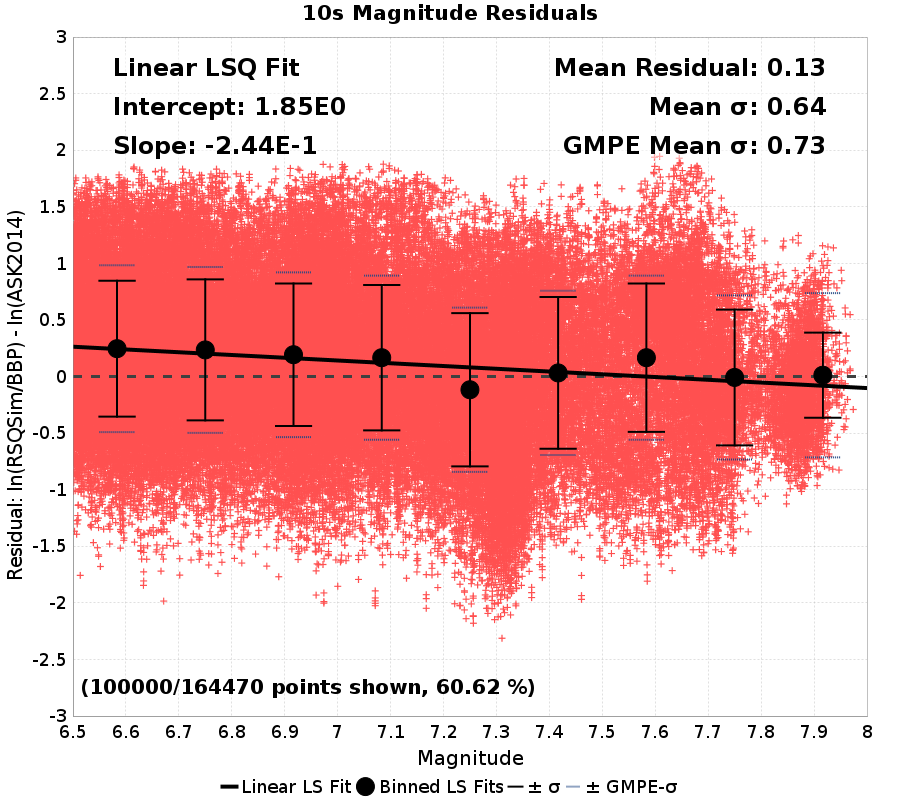 10s Magnitude Residuals
Linear LSQ Fit
Mean Residual: 0.13
Intercept: 1.85E0
Mean σ: 0.64
Slope: -2.44E-1
GMPE Mean σ: 0.73
3
2.5
2
1.5
1
0.5
0
-0.5
-1
-1.5
-2
-2.5
-3
Residual: ln(RSQSim/BBP) - ln(ASK2014)
(100000/164470 points shown, 60.62 %)
6.5 6.6 6.7 6.8 6.9 7 7.1 7.2 7.3 7.4 7.5 7.6 7.7 7.8 7.9 8
Magnitude
Linear LS Fit Binned LS Fits ± σ ± GMPE-σ